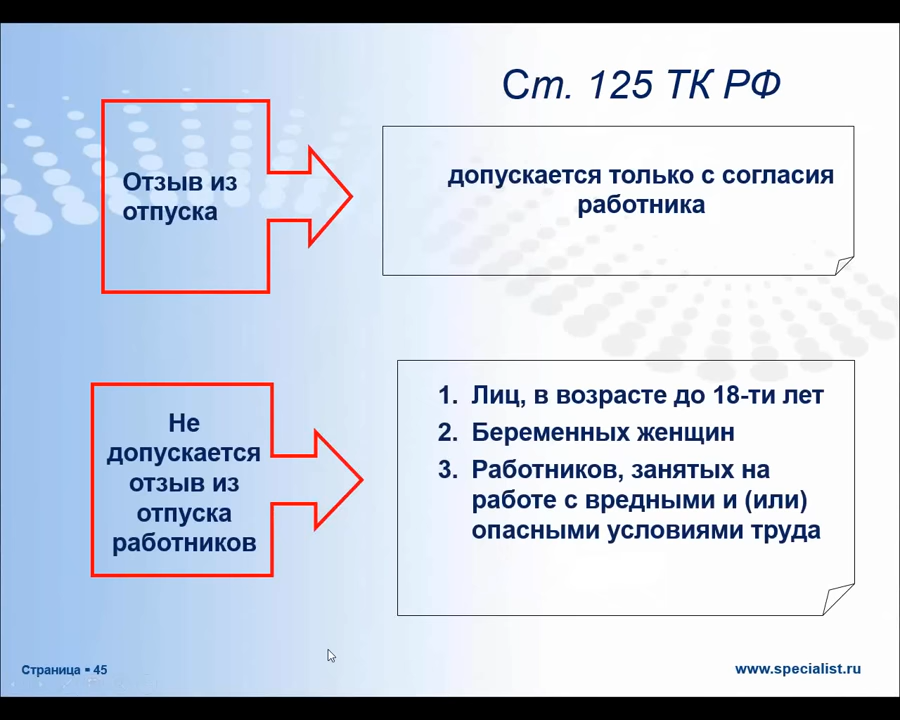 Ст. 125 ТК РФ
Отзыв из
отпуска
допускается только с согласия
работника
Не
допускается
отзыв из
отпуска
работников
1. Лиц, в возрасте до 18-ти лет
2. Беременных женщин
3. Работников, занятых на
работе с вредными и (или)
опасными условиями труда
Страница ▪ 45
www.specialist.ru